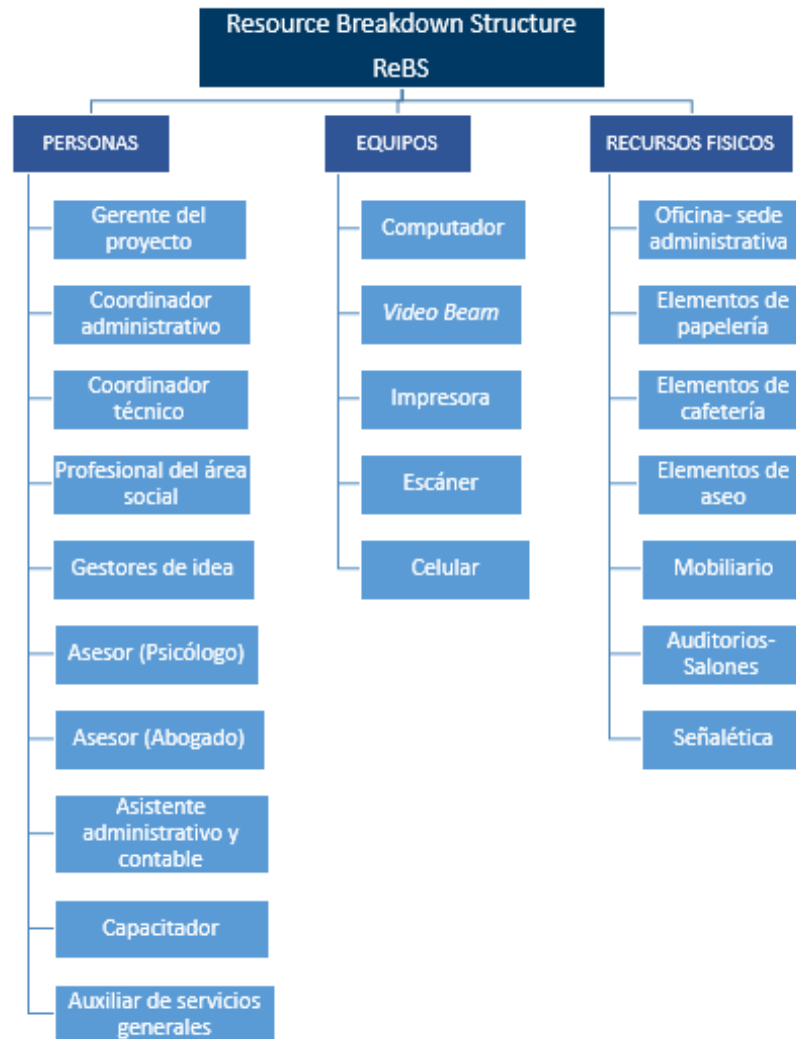 Resource Breakdown Structure
ReBS
PERSONAS
Gerente del
proyecto
Coordinador
administrativo
Coordinador
técnico
Profesional del área
social
Gestores de idea
Asesor (Psicólogo)
Asesor (Abogado)
Asistente
administrativo y
contable
Capacitador
Auxiliar de servicios
generales
EQUIPOS
Computador
Video Beam
Impresora
Escáner
Celular
RECURSOS FISICOS
Oficina- sede
administrativa
Elementos de
papelería
Elementos de
cafetería
Elementos de
aseo
Mobiliario
Auditorios-
Salones
Señalética